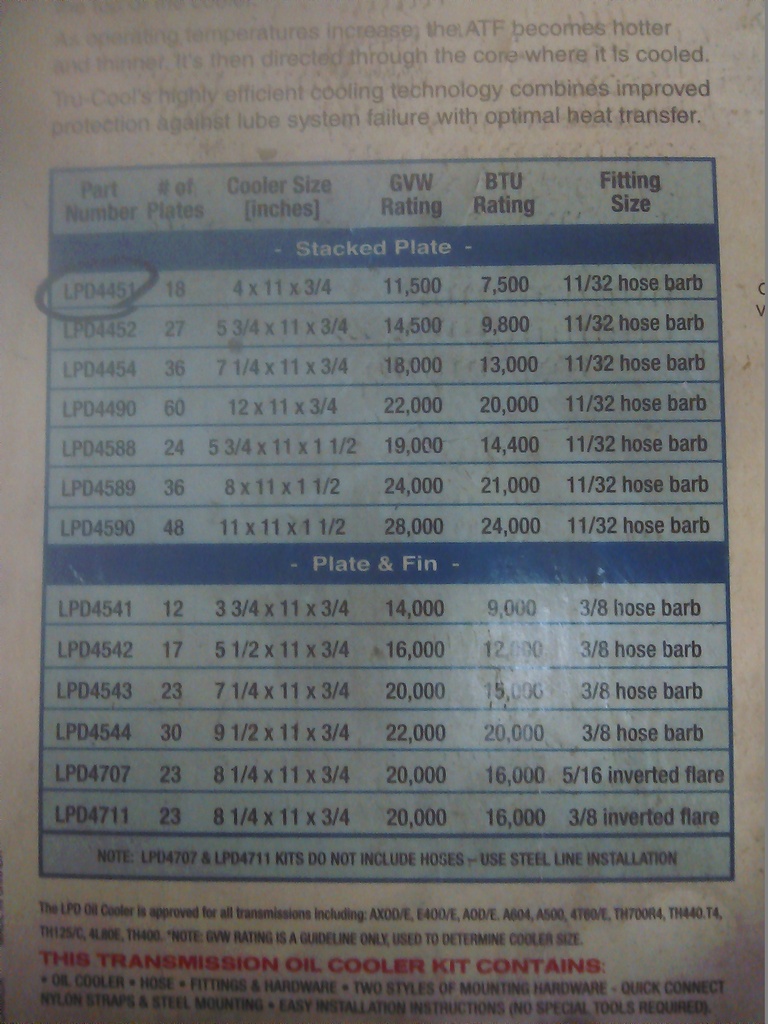 the top of the cooler.
As operating temperatures increase, the ATF becomes hotter
and thinner. It's then directed through the core where it is cooled.
Tru-Cool's highly efficient cooling technology combines improved
protection against lube system failure with optimal heat transfer.
Part Number # of Plates Cooler Size [inches] GVW Rating BTU Rating Fitting Size
- Stacked Plate -
LPD4451 18 4 x 11 x 3/4 11,500 7,500 11/32 hose barb
LPD4452 27 5 3/4 x 11 x 3/4 14,500 9,800 11/32 hose barb
LPD4454 36 7 1/4 x 11 x 3/4 18,000 13,000 11/32 hose barb
LPD4490 60 12 x 11 x 3/4 22,000 20,000 11/32 hose barb
LPD4588 24 5 3/4 x 11 x 1 1/2 19,000 14,400 11/32 hose barb
LPD4589 36 8 x 11 x 1 1/2 24,000 21,000 11/32 hose barb
LPD4590 48 11 x 11 x 1 1/2 28,000 24,000 11/32 hose barb
- Plate & Fin -
LPD4541 12 3 3/4 x 11 x 3/4 14,000 9,000 3/8 hose barb
LPD4542 17 5 1/2 x 11 x 3/4 16,000 12,000 3/8 hose barb
LPD4543 23 7 1/4 x 11 x 3/4 20,000 15,000 3/8 hose barb
LPD4544 30 9 1/2 x 11 x 3/4 22,000 20,000 3/8 hose barb
LPD4707 23 8 1/4 x 11 x 3/4 20,000 16,000 5/16 inverted flare
LPD4711 23 8 1/4 x 11 x 3/4 20,000 16,000 3/8 inverted flare
NOTE: LPD4707 & LPD4711 KITS DO NOT INCLUDE HOSES – USE STEEL LINE INSTALLATION
The LPD Oil Cooler is approved for all transmissions including: AXOD/E, E4OD/E, AOD/E, A604, A500, 4T60/E, TH700R4, TH440.T4,
TH125/C, 4L80E, TH400. *NOTE: GVW RATING IS A GUIDELINE ONLY, USED TO DETERMINE COOLER SIZE.
THIS TRANSMISSION OIL COOLER KIT CONTAINS:
• OIL COOLER • HOSE • FITTINGS & HARDWARE • TWO STYLES OF MOUNTING HARDWARE - QUICK CONNECT
NYLON STRAPS & STEEL MOUNTING • EASY INSTALLATION INSTRUCTIONS (NO SPECIAL TOOLS REQUIRED).